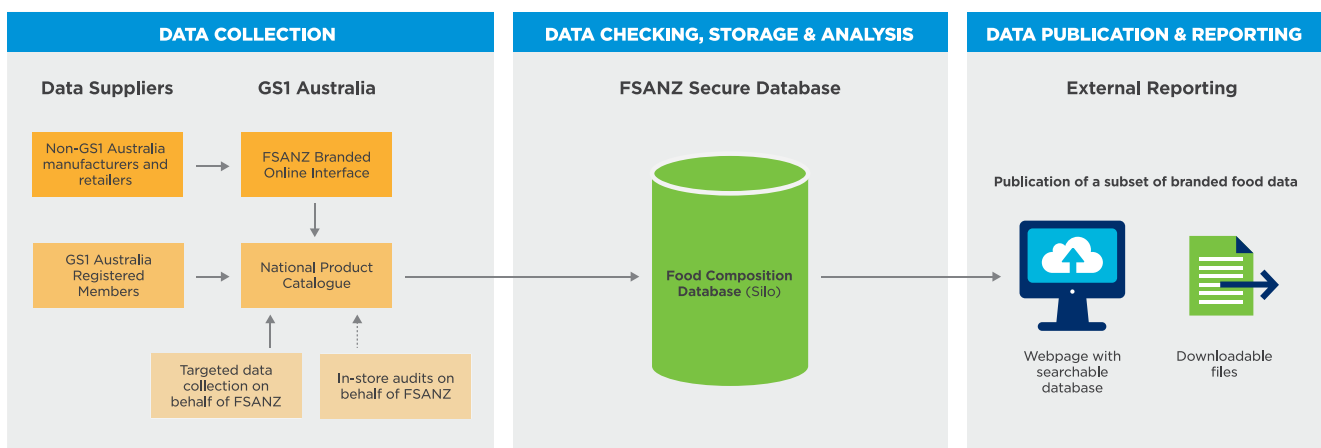 DATA COLLECTION
Data Suppliers
GS1 Australia
Non-GS1 Australia
manufacturers and
retailers
FSANZ Branded
Online Interface
GS1 Australia
Registered
Members
National Product
Catalogue
Targeted data
collection on
behalf of FSANZ
In-store audits on
behalf of FSANZ
DATA CHECKING, STORAGE & ANALYSIS
FSANZ Secure Database
Food Composition
Database (Silo)
DATA PUBLICATION & REPORTING
External Reporting
Publication of a subset of branded food data
Webpage with
searchable
database
Downloadable
files